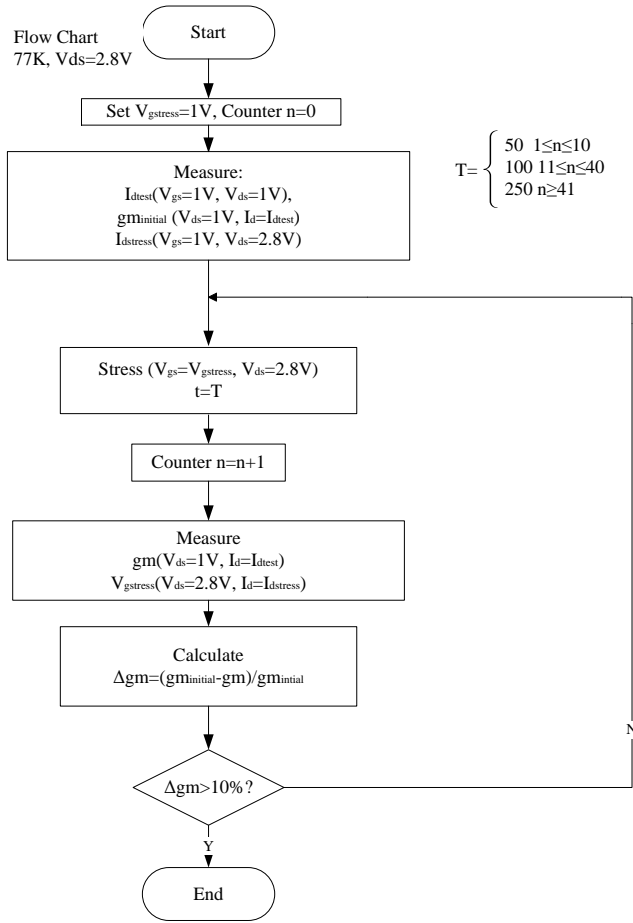 Flow Chart
77K, Vds=2.8V
Start
Set Vgstress=1V, Counter n=0
Measure:
Idtest(Vgs=1V, Vds=1V),
gminitial (Vds=1V, Id=Idtest)
Idstress(Vgs=1V, Vds=2.8V)
T=
50 1≤n≤10
100 11≤n≤40
250 n≥41
Stress (Vgs=Vgstress, Vds=2.8V)
t=T
Counter n=n+1
Measure
gm(Vds=1V, Id=Idtest)
Vgstress(Vds=2.8V, Id=Idstress)
Calculate
Δgm=(gminitial-gm)/gmintial
N
Δgm>10%?
Y
End